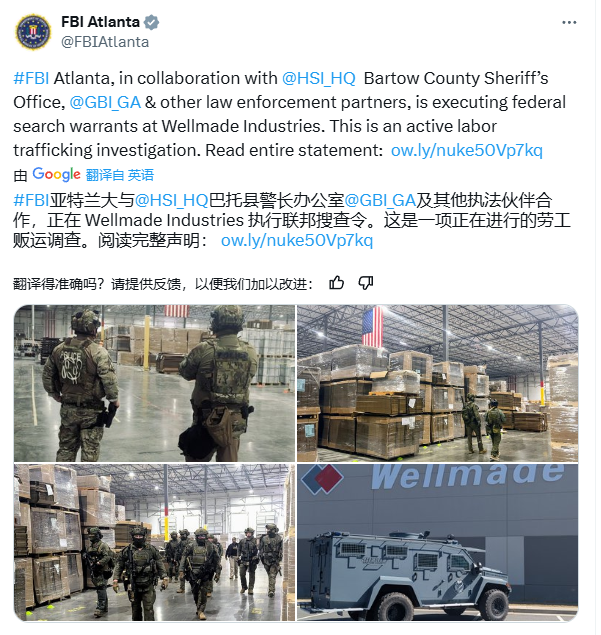 FBI Atlanta
@FBIAtlanta
#FBI Atlanta, in collaboration with @HSI_HQ Bartow County Sheriff's
Office, @GBI_GA & other law enforcement partners, is executing federal
search warrants at Wellmade Industries. This is an active labor
trafficking investigation. Read entire statement: ow.ly/nuke50Vp7kq
由 Google 翻译自 英语
#FBI亚特兰大与@HSI_HQ巴托县警长办公室@GBI_GA及其他执法伙伴合
作，正在 Wellmade Industries 执行联邦搜查令。这是一项正在进行的劳工
贩运调查。阅读完整声明： ow.ly/nuke50Vp7kq
翻译得准确吗？请提供反馈，以便我们加以改进：
POLICE
Wellmade